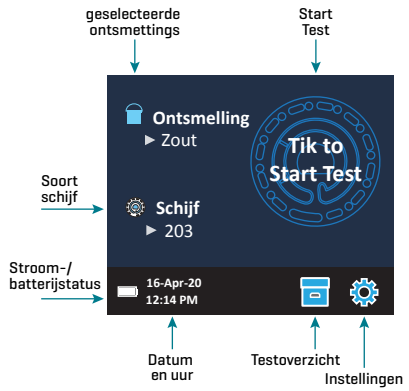 geselecteerde
ontsmettings
Start
Test
Ontsmelling
► Zout
Tik to
Start Test
Soort
schijf
Schijf
► 203
Stroom-/
batterijstatus
16-Apr-20
12:14 PM
Datum
en uur
Testoverzicht
Instellingen